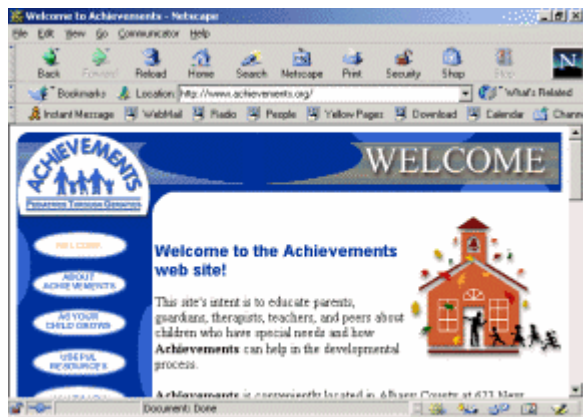 Welcome to Achievements - Netscape
File Edit View Go Communicator Help
Back Forward Reload Home Search Netscape Print Security Shop Stop
Bookmarks Location: http://www.achievements.org/ What's Related
Instant Message WebMail Radio People Yellow Pages Download Calendar Chann
ACHIEVEMENTS
WELCOME
WELCOME
ABOUT
ACHIEVEMENTS
AS YOUR
CHILD GROWS
USEFUL
RESOURCES
Welcome to the Achievements
web site!
This site's intent is to educate parents,
guardians, therapists, teachers, and peers about
children who have special needs and how
Achievements can help in the developmental
process.
Achievements is conveniently located in Albany County at 623 New
Document: Done